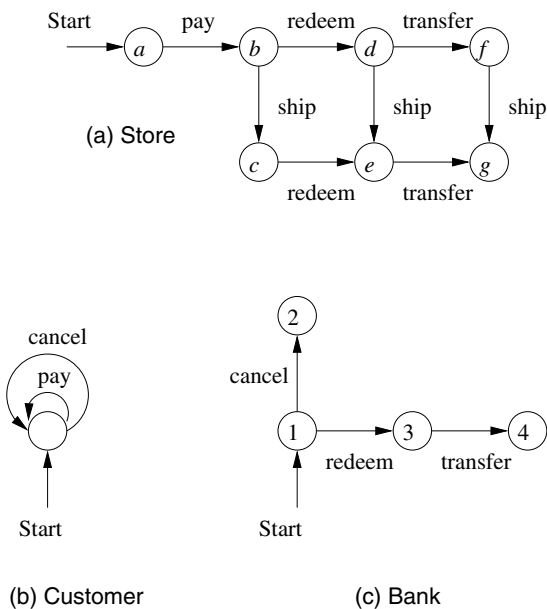 Start pay redeem transfer
a b d f
ship ship ship
(a) Store
c e g
redeem transfer
2
cancel cancel
pay
1 3 4
redeem transfer
Start Start
(b) Customer (c) Bank